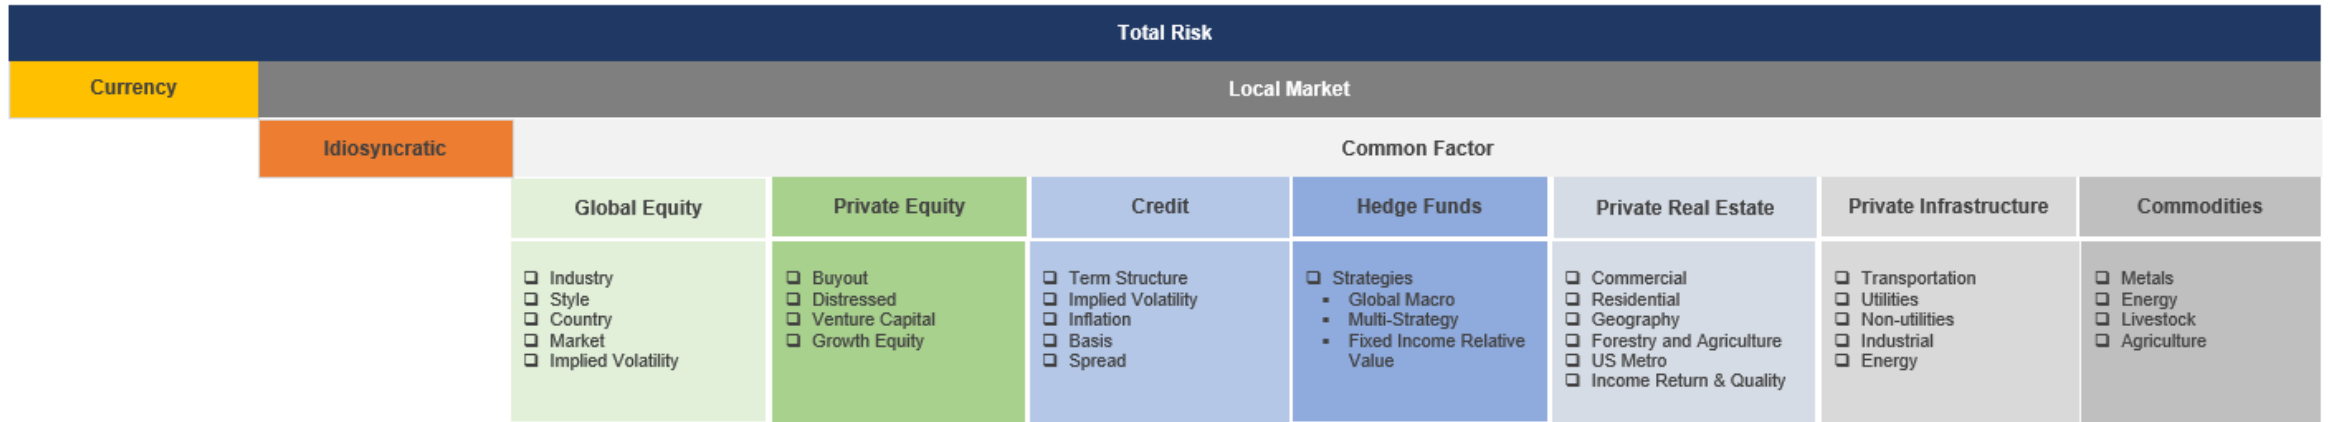 Total Risk
Currency
Local Market
Idiosyncratic
Common Factor
Global Equity
Private Equity
Credit
Hedge Funds
Private Real Estate
Private Infrastructure
Commodities
Industry
Style
Country
Market
Implied Volatility
Buyout
Distressed
Venture Capital
Growth Equity
Term Structure
Implied Volatility
Inflation
Basis
Spread
Strategies
Global Macro
Multi-Strategy
Fixed Income Relative
Value
Commercial
Residential
Geography
Forestry and Agriculture
US Metro
Income Return & Quality
Transportation
Utilities
Non-utilities
Industrial
Energy
Metals
Energy
Livestock
Agriculture